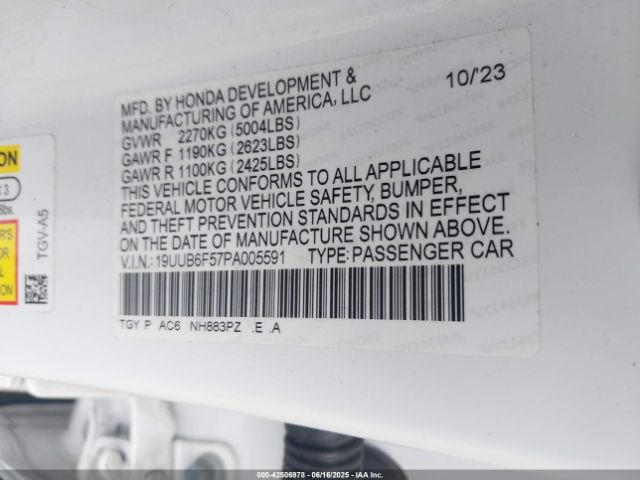 MFD. BY HONDA DEVELOPMENT & 10/'23
MANUFACTURING OF AMERICA, LLC
GVWR 2270KG(5004LBS)
GAWR F 1190KG(2623LBS)
GAWR R 1100KG(2425LBS)
THIS VEHICLE CONFORMS TO ALL APPLICABLE
FEDERAL MOTOR VEHICLE SAFETY, BUMPER,
AND THEFT PREVENTION STANDARDS IN EFFECT
ON THE DATE OF MANUFACTURE SHOWN ABOVE.
V.I.N.:19UUB6F57PA005591 TYPE:PASSENGER CAR
TGY P AC6 NH883PZ .E .A
TGV-A5
00-42506978 | 06/16/2025 | IAA Inc.